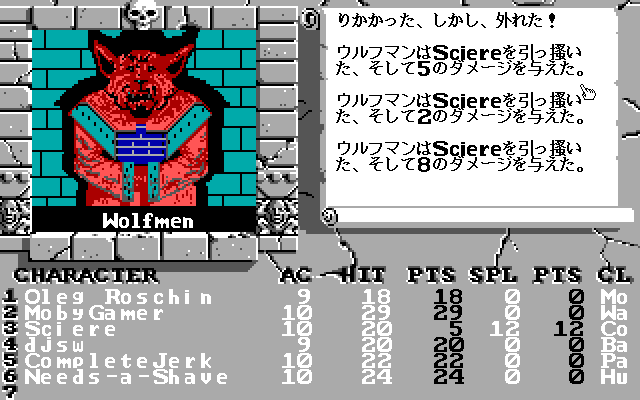 りかかった、しかし、外れた!
ウルフマンはSciereを引っ掻い
た、そして5のダメージを与えた。
ウルフマンはSciereを引っ掻い
た、そして2のダメージを与えた。
ウルフマンはSciereを引っ掻い
た、そして8のダメージを与えた。
Wolfmen
CHARACTER AC HIT PTS SPL PTS CL
1 Oleg Roschin 9 18 18 0 0 Mo
2 MobyGamer 10 29 29 0 0 Wa
3 Sciere 10 20 5 12 12 Co
4 djsw 9 20 20 0 0 Ba
5 CompleteJerk 10 22 22 0 0 Pa
6 Needs-a-Shave 10 24 24 0 0 Hu
7